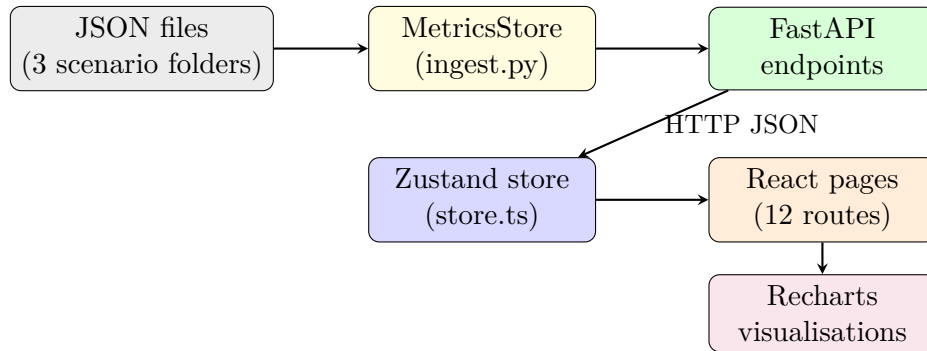 JSON files
(3 scenario folders)
MetricsStore
(ingest.py)
FastAPI
endpoints
HTTP JSON
Zustand store
(store.ts)
React pages
(12 routes)
Recharts
visualisations